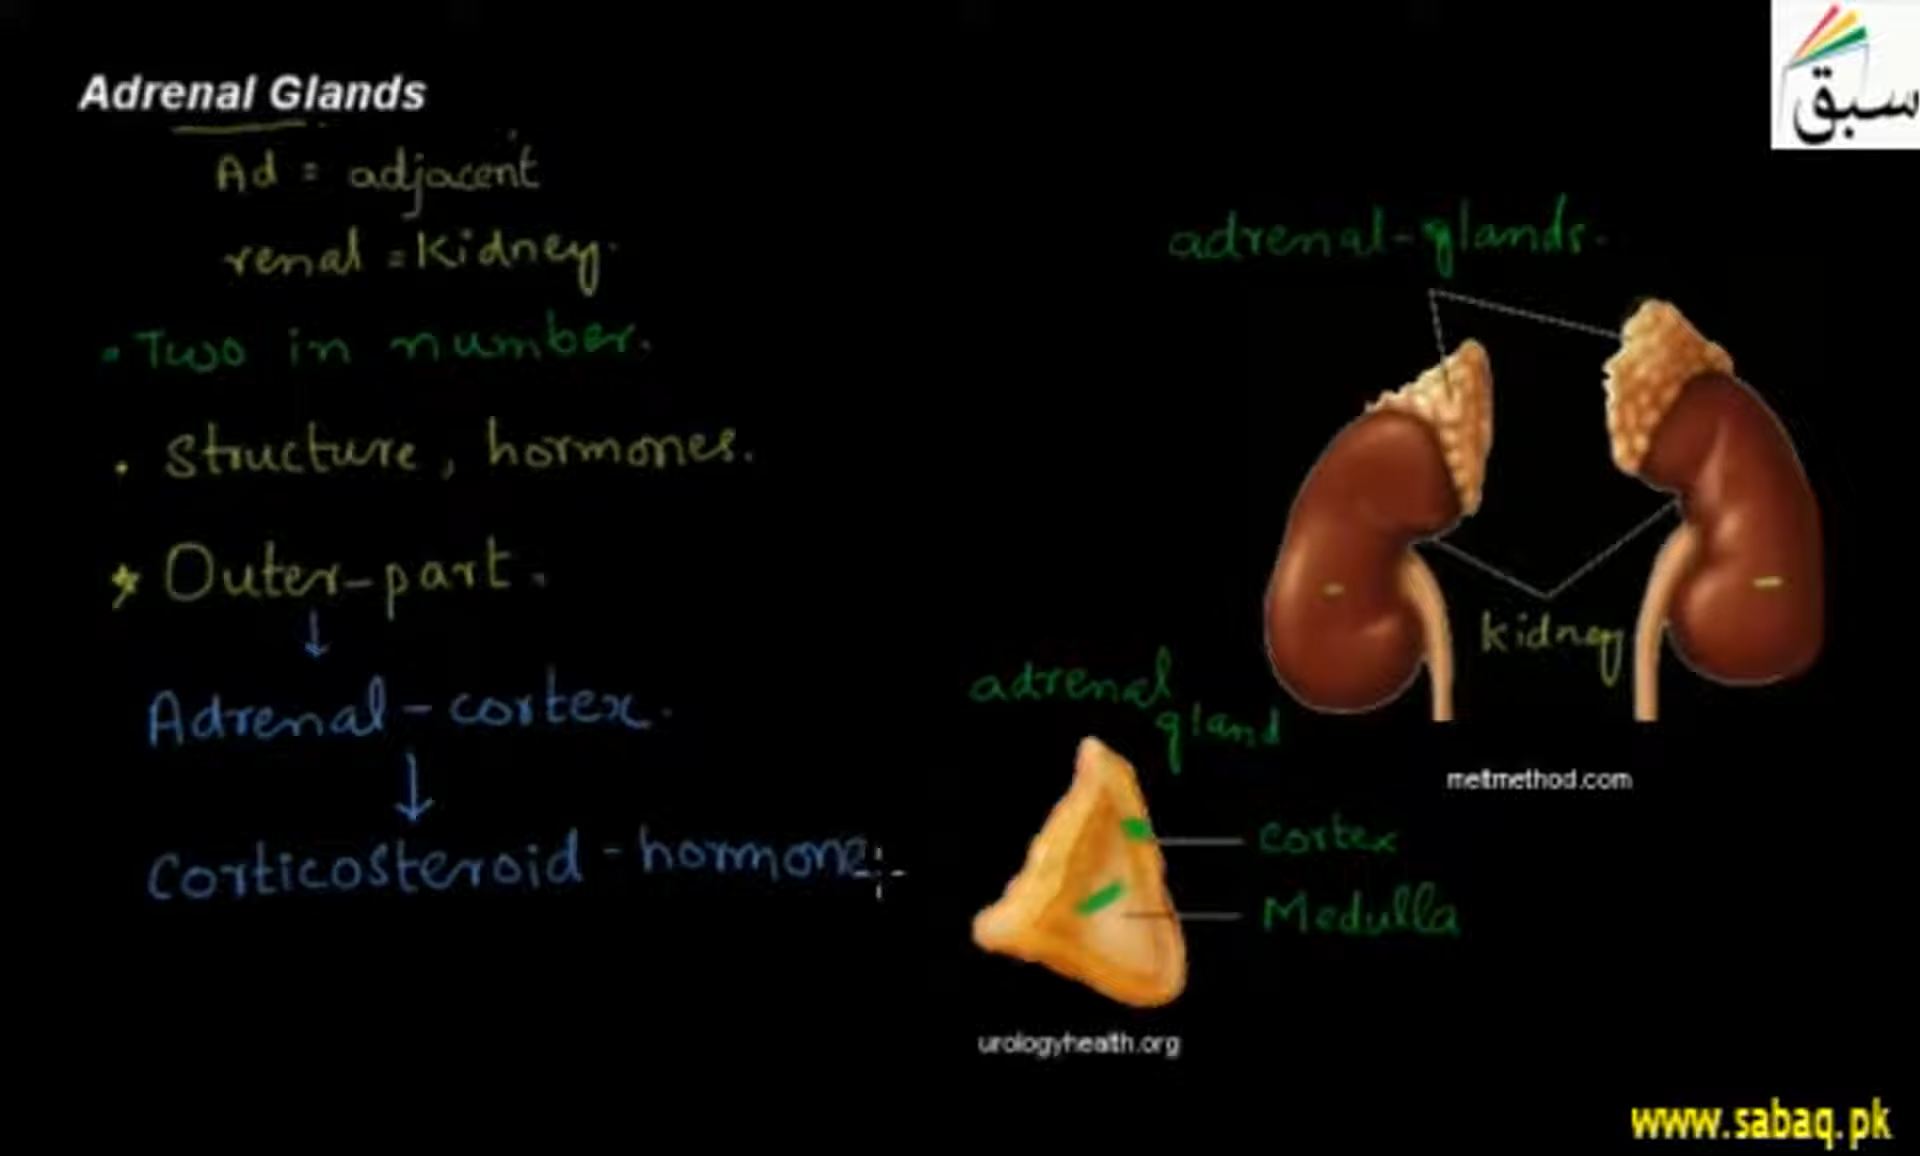 Adrenal Glands
سبق
Ad = adjacent
renal = Kidney.
• Two in number.
• Structure, hormones.
* Outer-part.
↓
Adrenal-cortex.
↓
Corticosteroid-hormone
adrenal-glands.
kidney
meltmethod.com
adrenal
gland
cortex
Medulla
urologyhealth.org
www.sabaq.pk